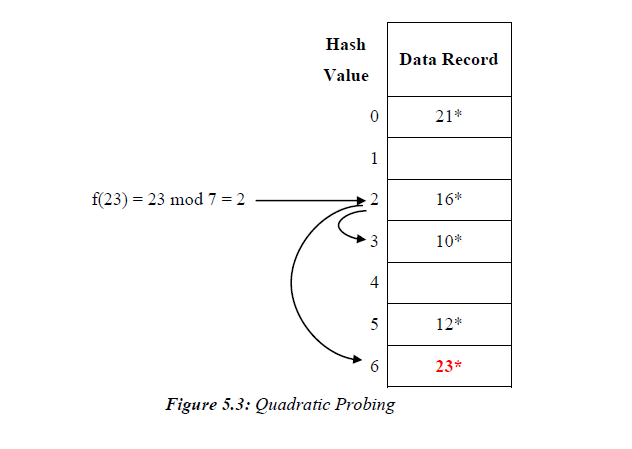 Hash
Value
Data Record
0 21*
1
f(23) = 23 mod 7 = 2 2 16*
3 10*
4
5 12*
6 23*
Figure 5.3: Quadratic Probing